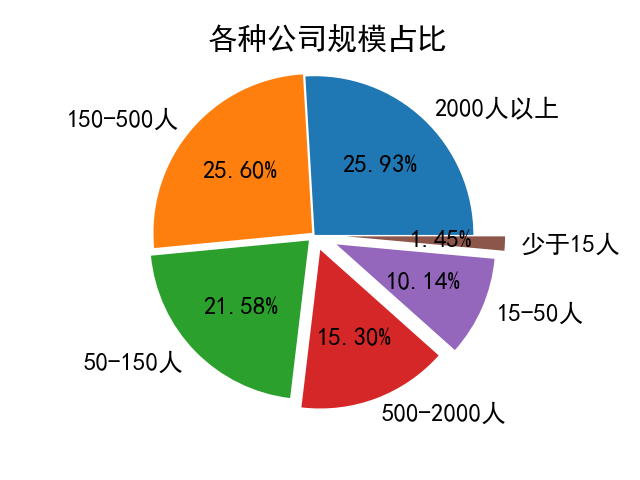 各种公司规模占比
2000人以上
25.93%
150-500人
25.60%
50-150人
21.58%
500-2000人
15.30%
15-50人
10.14%
少于15人
1.45%